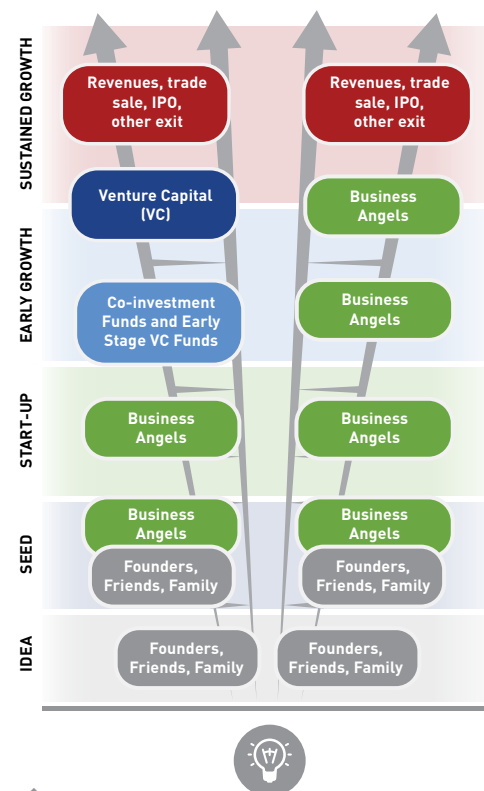 SUSTAINED GROWTH
Revenues, trade
sale, IPO,
other exit
Revenues, trade
sale, IPO,
other exit
Venture Capital
(VC)
Business
Angels
EARLY GROWTH
Co-investment
Funds and Early
Stage VC Funds
Business
Angels
START-UP
Business
Angels
Business
Angels
SEED
Business
Angels
Founders,
Friends, Family
Business
Angels
Founders,
Friends, Family
IDEA
Founders,
Friends, Family
Founders,
Friends, Family